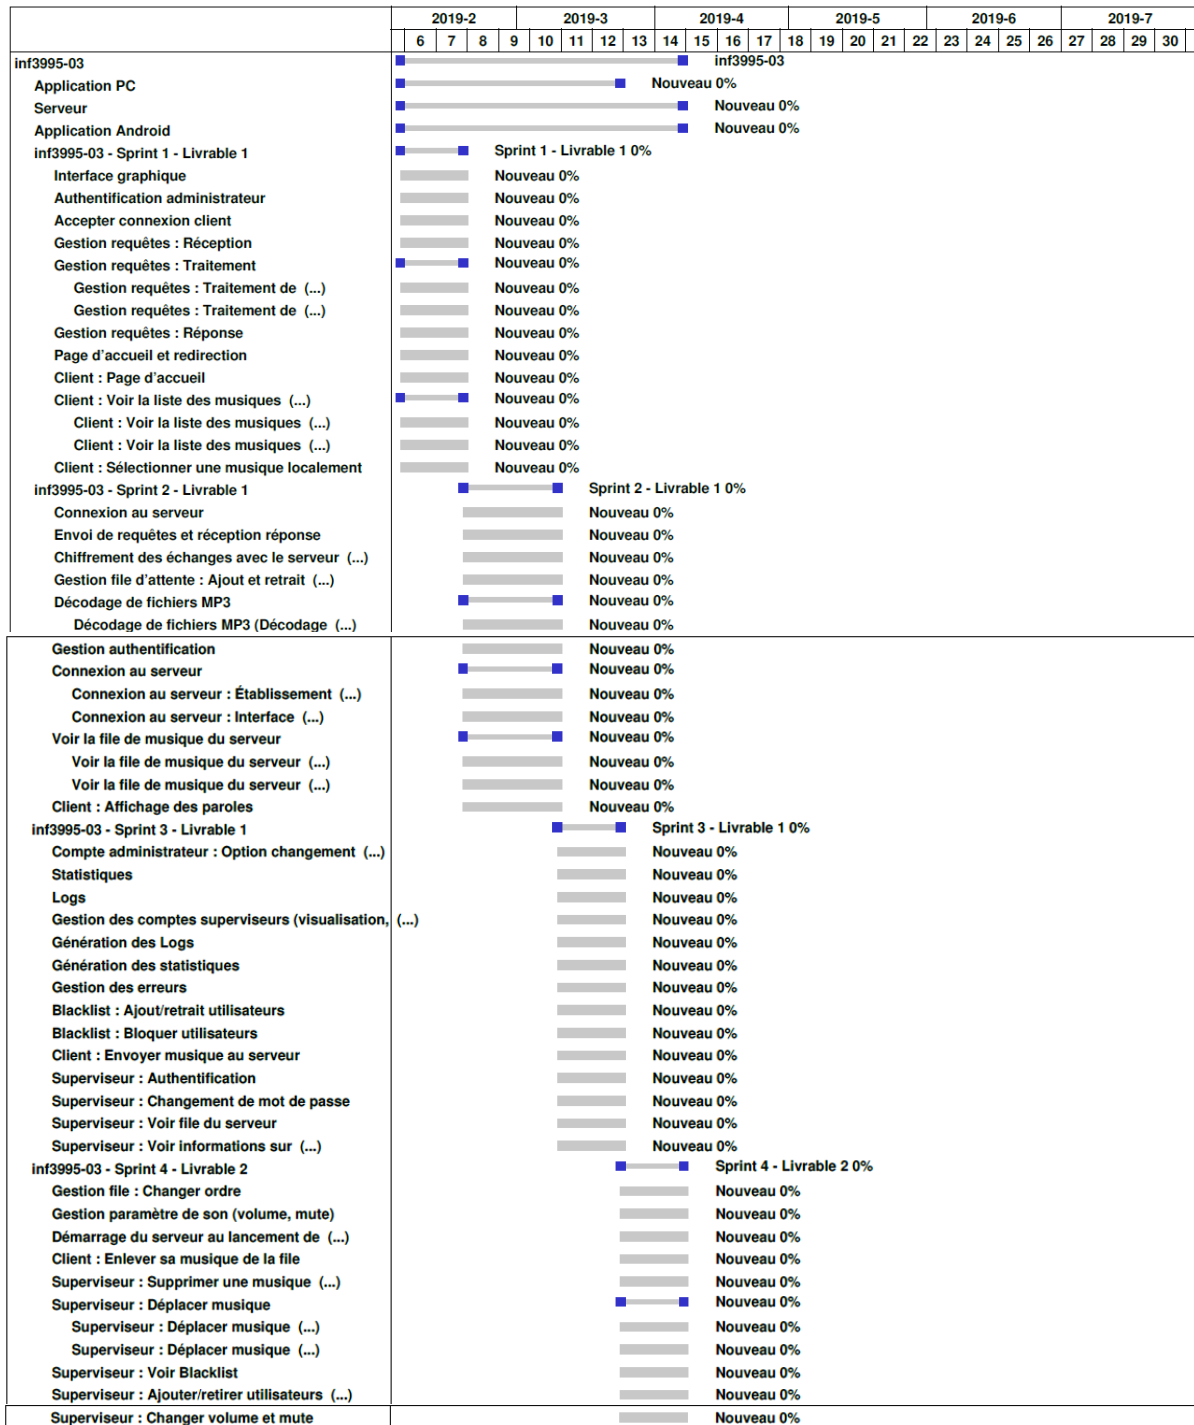 2019-2 2019-3 2019-4 2019-5 2019-6 2019-7
6 7 8 9 10 11 12 13 14 15 16 17 18 19 20 21 22 23 24 25 26 27 28 29 30
inf3995-03 inf3995-03
Application PC Nouveau 0%
Serveur Nouveau 0%
Application Android Nouveau 0%
inf3995-03 - Sprint 1 - Livrable 1 Sprint 1 - Livrable 1 0%
Interface graphique Nouveau 0%
Authentification administrateur Nouveau 0%
Accepter connexion client Nouveau 0%
Gestion requêtes : Réception Nouveau 0%
Gestion requêtes : Traitement Nouveau 0%
Gestion requêtes : Traitement de (...) Nouveau 0%
Gestion requêtes : Traitement de (...) Nouveau 0%
Gestion requêtes : Réponse Nouveau 0%
Page d'accueil et redirection Nouveau 0%
Client : Page d'accueil Nouveau 0%
Client : Voir la liste des musiques (...) Nouveau 0%
Client : Voir la liste des musiques (...) Nouveau 0%
Client : Voir la liste des musiques (...) Nouveau 0%
Client : Sélectionner une musique localement Nouveau 0%
inf3995-03 - Sprint 2 - Livrable 1 Sprint 2 - Livrable 1 0%
Connexion au serveur Nouveau 0%
Envoi de requêtes et réception réponse Nouveau 0%
Chiffrement des échanges avec le serveur (...) Nouveau 0%
Gestion file d'attente : Ajout et retrait (...) Nouveau 0%
Décodage de fichiers MP3 Nouveau 0%
Décodage de fichiers MP3 (Décodage (...) Nouveau 0%
Gestion authentification Nouveau 0%
Connexion au serveur Nouveau 0%
Connexion au serveur : Établissement (...) Nouveau 0%
Connexion au serveur : Interface (...) Nouveau 0%
Voir la file de musique du serveur Nouveau 0%
Voir la file de musique du serveur (...) Nouveau 0%
Voir la file de musique du serveur (...) Nouveau 0%
Client : Affichage des paroles Nouveau 0%
inf3995-03 - Sprint 3 - Livrable 1 Sprint 3 - Livrable 1 0%
Compte administrateur : Option changement (...) Nouveau 0%
Statistiques Nouveau 0%
Logs Nouveau 0%
Gestion des comptes superviseurs (visualisation, (...) Nouveau 0%
Génération des Logs Nouveau 0%
Génération des statistiques Nouveau 0%
Gestion des erreurs Nouveau 0%
Blacklist : Ajout/retrait utilisateurs Nouveau 0%
Blacklist : Bloquer utilisateurs Nouveau 0%
Client : Envoyer musique au serveur Nouveau 0%
Superviseur : Authentification Nouveau 0%
Superviseur : Changement de mot de passe Nouveau 0%
Superviseur : Voir file du serveur Nouveau 0%
Superviseur : Voir informations sur (...) Nouveau 0%
inf3995-03 - Sprint 4 - Livrable 2 Sprint 4 - Livrable 2 0%
Gestion file : Changer ordre Nouveau 0%
Gestion paramètre de son (volume, mute) Nouveau 0%
Démarrage du serveur au lancement de (...) Nouveau 0%
Client : Enlever sa musique de la file Nouveau 0%
Superviseur : Supprimer une musique (...) Nouveau 0%
Superviseur : Déplacer musique Nouveau 0%
Superviseur : Déplacer musique (...) Nouveau 0%
Superviseur : Déplacer musique (...) Nouveau 0%
Superviseur : Voir Blacklist Nouveau 0%
Superviseur : Ajouter/retirer utilisateurs (...) Nouveau 0%
Superviseur : Changer volume et mute Nouveau 0%